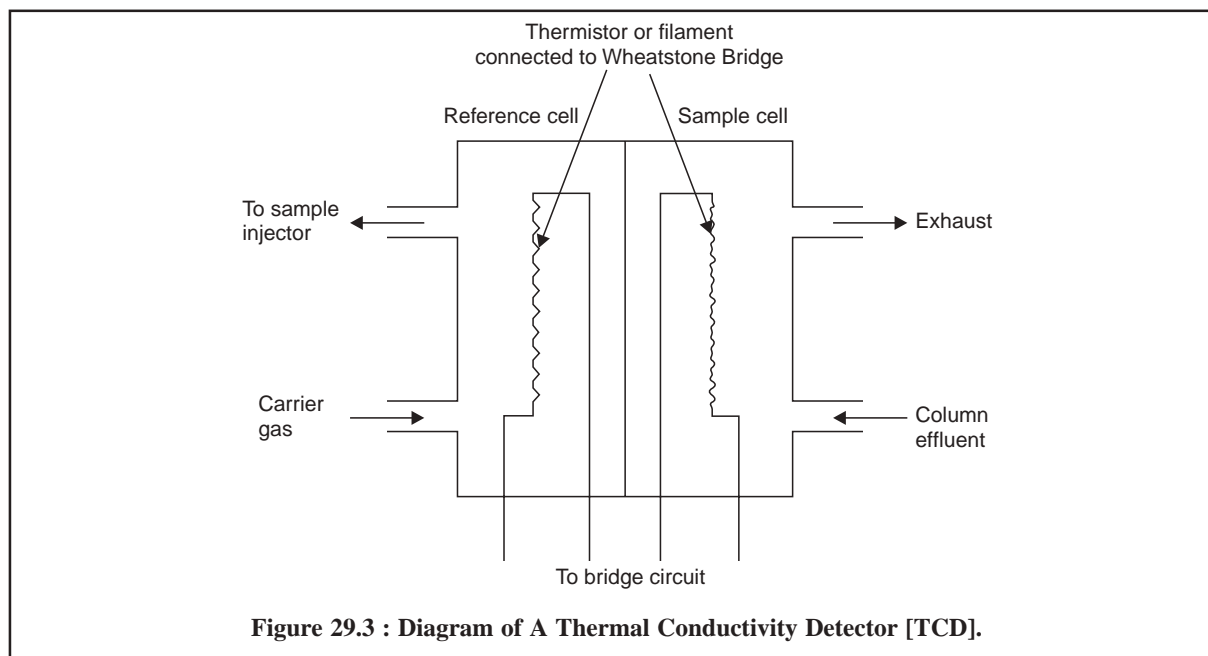 Thermistor or filament
connected to Wheatstone Bridge
Reference cell
Sample cell
To sample
injector
Exhaust
Carrier
gas
Column
effluent
To bridge circuit
Figure 29.3 : Diagram of A Thermal Conductivity Detector [TCD].